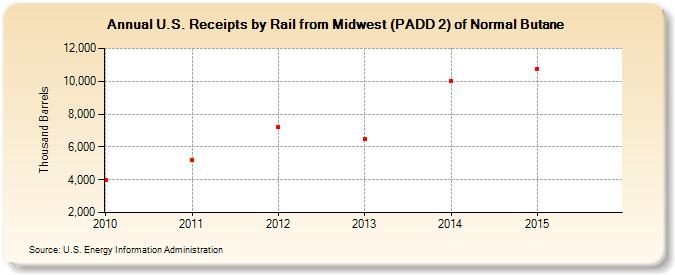 Annual U.S. Receipts by Rail from Midwest (PADD 2) of Normal Butane
Thousand Barrels
12,000
10,000
8,000
6,000
4,000
2,000
2010 2011 2012 2013 2014 2015
Source: U.S. Energy Information Administration